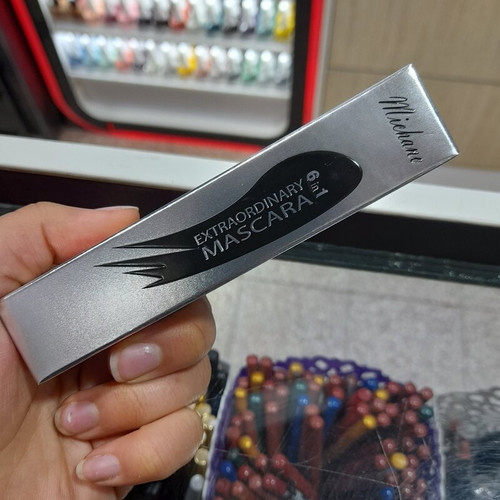 Michane
EXTRAORDINARY
MASCARA
6 in 1